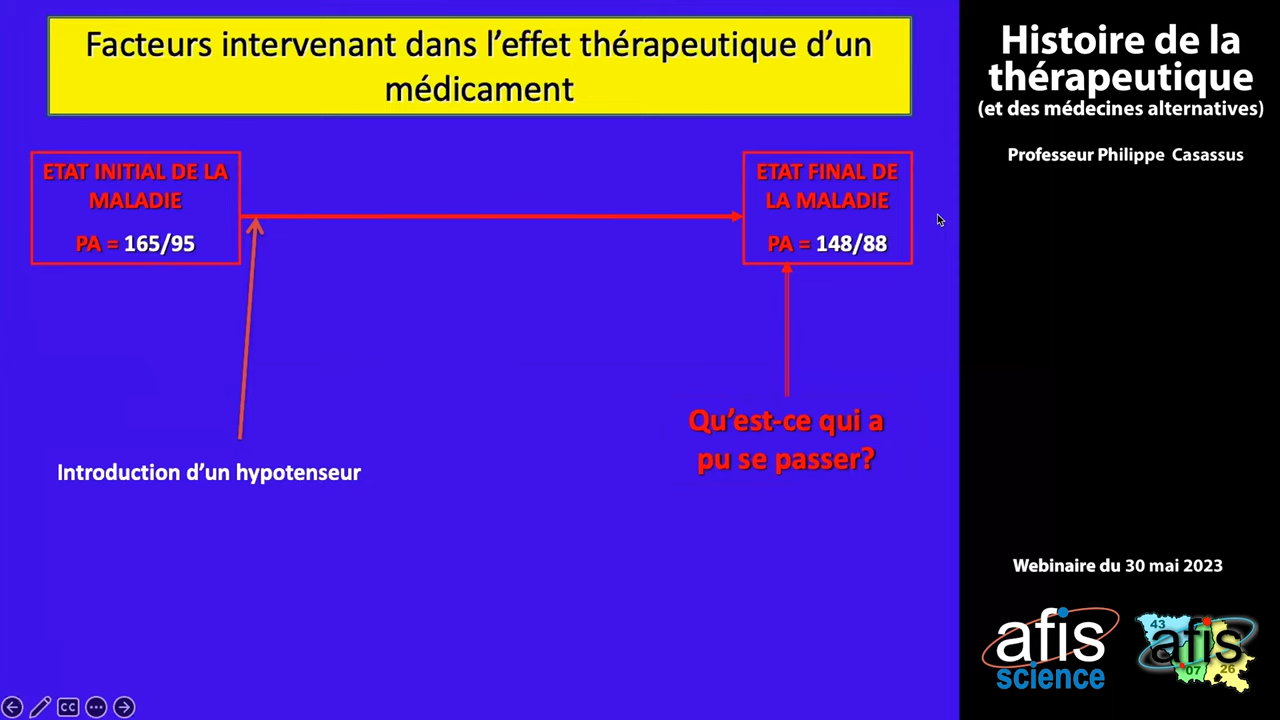 Facteurs intervenant dans l’effet thérapeutique d’un
médicament
ETAT INITIAL DE LA
MALADIE
PA = 165/95
ETAT FINAL DE
LA MALADIE
PA = 148/88
Qu’est-ce qui a
pu se passer?
Introduction d’un hypotenseur
Histoire de la
thérapeutique
(et des médecines alternatives)
Professeur Philippe Casassus
Webinaire du 30 mai 2023
afis
science
43
afis
07
26
CC